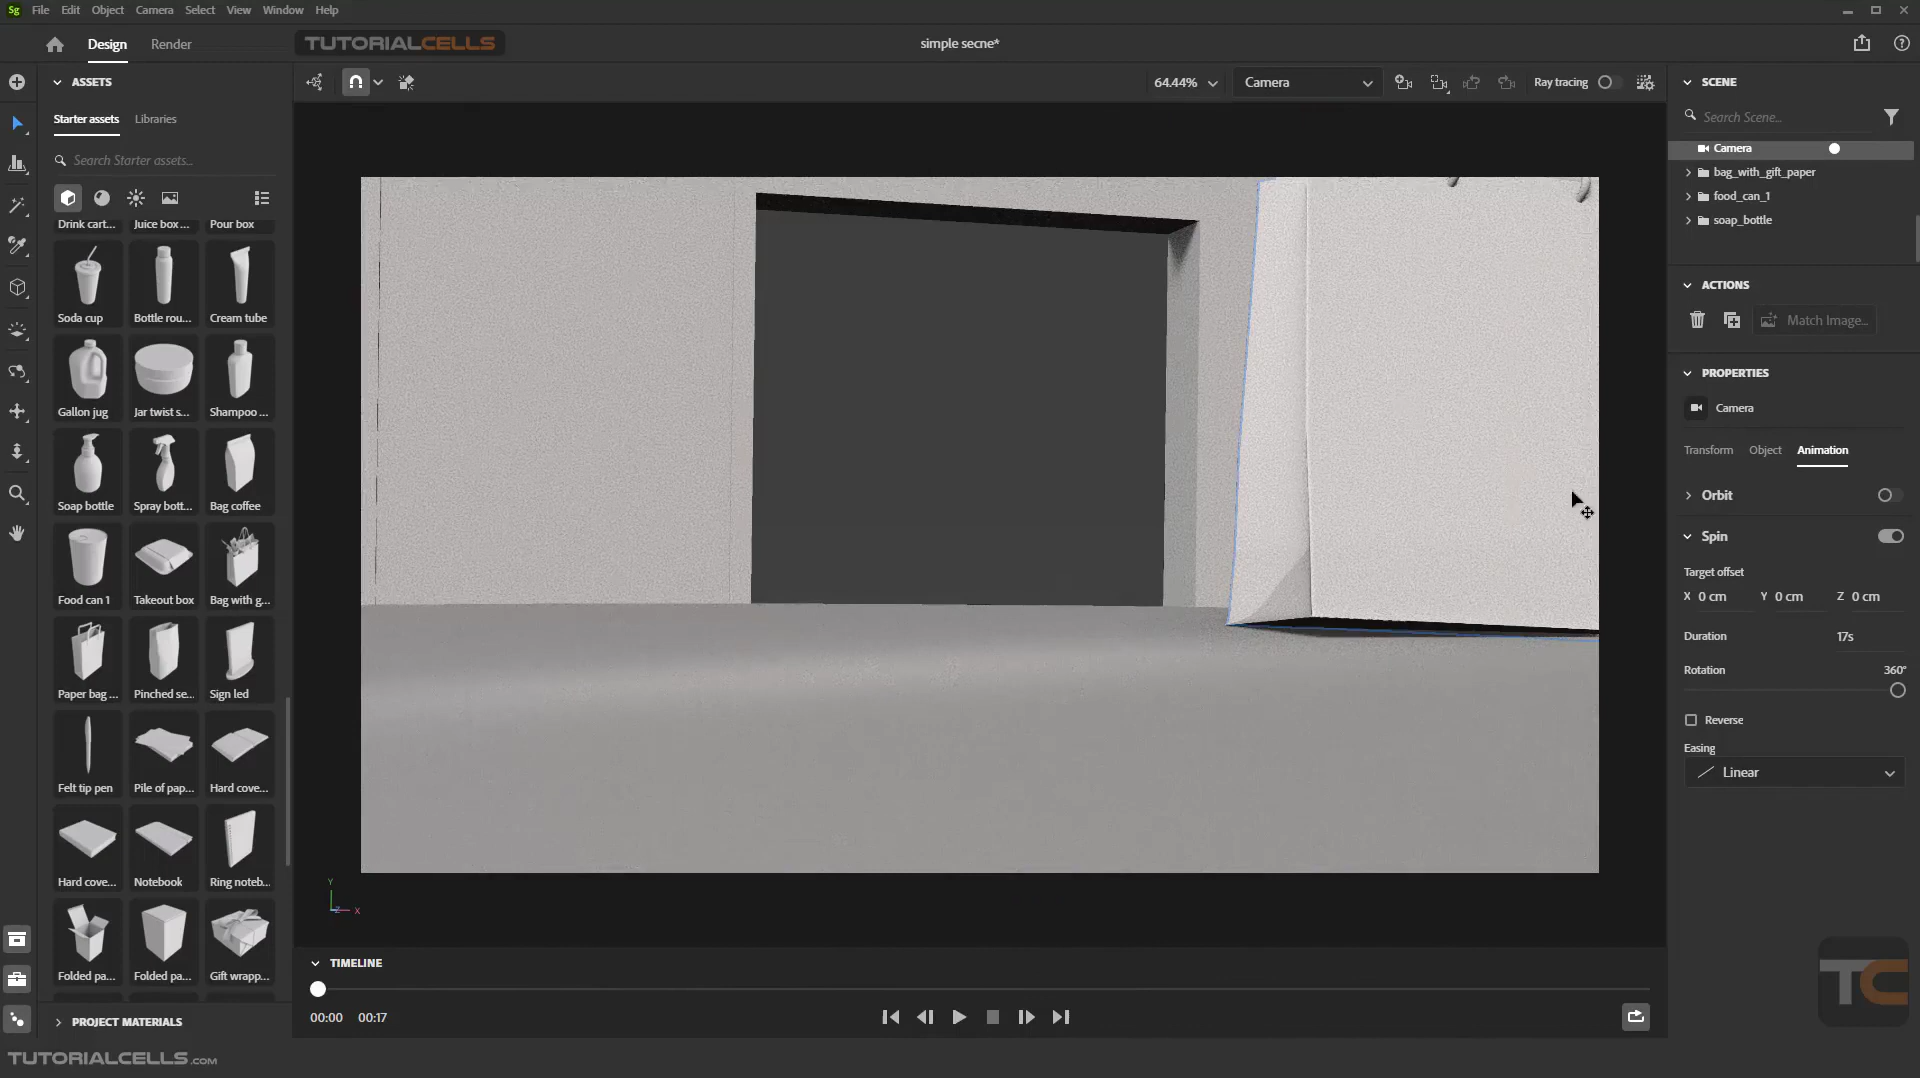 Sg File Edit Object Camera Select View Window Help
Design Render TUTORIALCELLS simple secne*
ASSETS
Starter assets Libraries
Search Starter assets...
Drink cart... Juice box ... Pour box
Soda cup Bottle rou... Cream tube
Gallon jug Jar twist s... Shampoo ...
Soap bottle Spray bott... Bag coffee
Food can 1 Takeout box Bag with g...
Paper bag ... Pinched se... Sign led
Felt tip pen Pile of pap... Hard cove...
Hard cove... Notebook Ring noteb...
Folded pa... Folded pa... Gift wrapp...
PROJECT MATERIALS
64.44% Camera Ray tracing
Y
X
TIMELINE
00:00 00:17
SCENE
Search Scene...
Camera
bag_with_gift_paper
food_can_1
soap_bottle
ACTIONS
Match Image...
PROPERTIES
Camera
Transform Object Animation
Orbit
Spin
Target offset
X 0 cm Y 0 cm Z 0 cm
Duration 17s
Rotation 360°
Reverse
Easing
Linear
TC
TUTORIALCELLS.COM